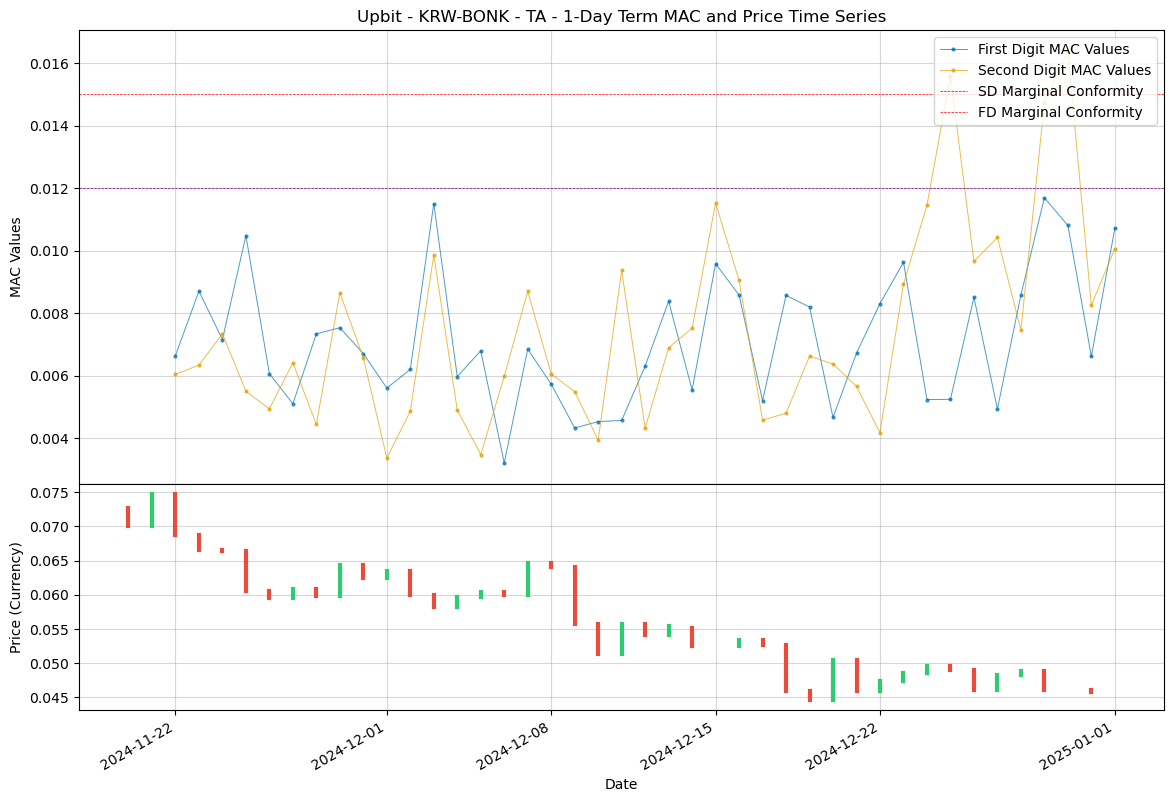 Upbit - KRW-BONK - TA - 1-Day Term MAC and Price Time Series
First Digit MAC Values
Second Digit MAC Values
SD Marginal Conformity
FD Marginal Conformity
MAC Values
0.016
0.014
0.012
0.010
0.008
0.006
0.004
Price (Currency)
0.075
0.070
0.065
0.060
0.055
0.050
0.045
2024-11-22
2024-12-01
2024-12-08
2024-12-15
2024-12-22
2025-01-01
Date